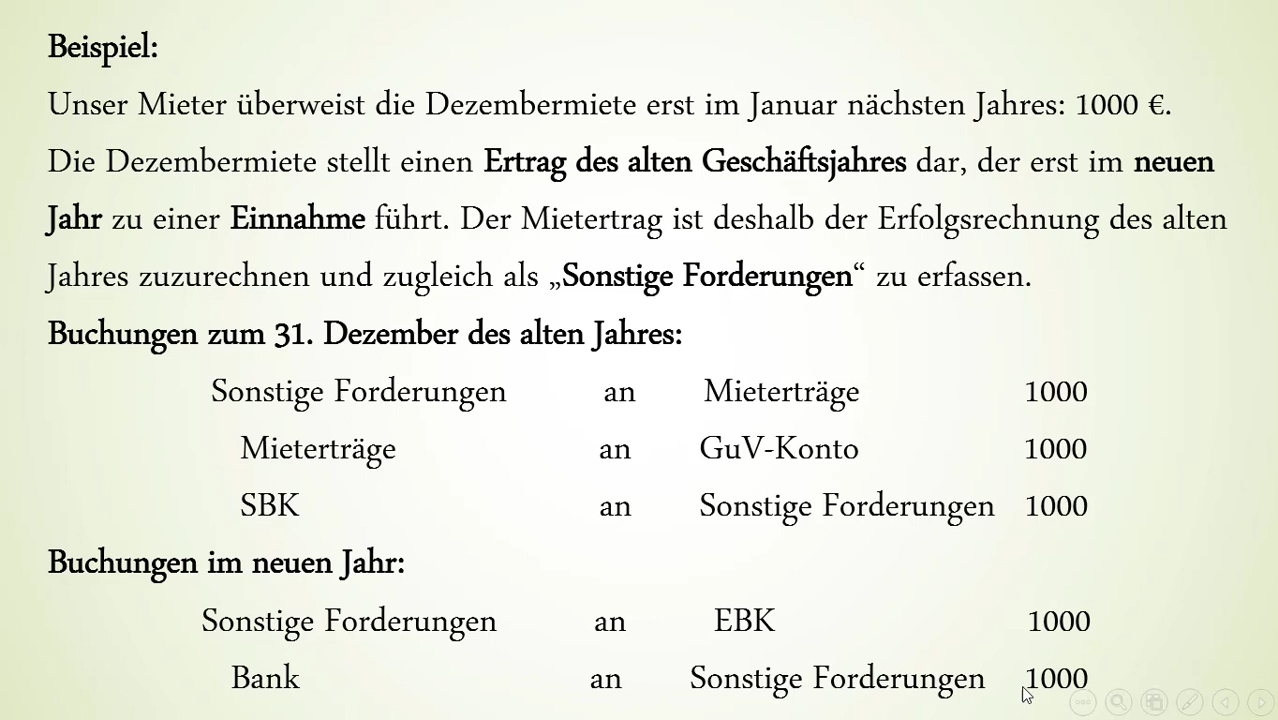 Beispiel:
Unser Mieter überweist die Dezembermiete erst im Januar nächsten Jahres: 1000 €.
Die Dezembermiete stellt einen Ertrag des alten Geschäftsjahres dar, der erst im neuen
Jahr zu einer Einnahme führt. Der Mietertrag ist deshalb der Erfolgsrechnung des alten
Jahres zuzurechnen und zugleich als „Sonstige Forderungen“ zu erfassen.
Buchungen zum 31. Dezember des alten Jahres:
Sonstige Forderungen an Mieterträge 1000
Mieterträge an GuV-Konto 1000
SBK an Sonstige Forderungen 1000
Buchungen im neuen Jahr:
Sonstige Forderungen an EBK 1000
Bank an Sonstige Forderungen 1000